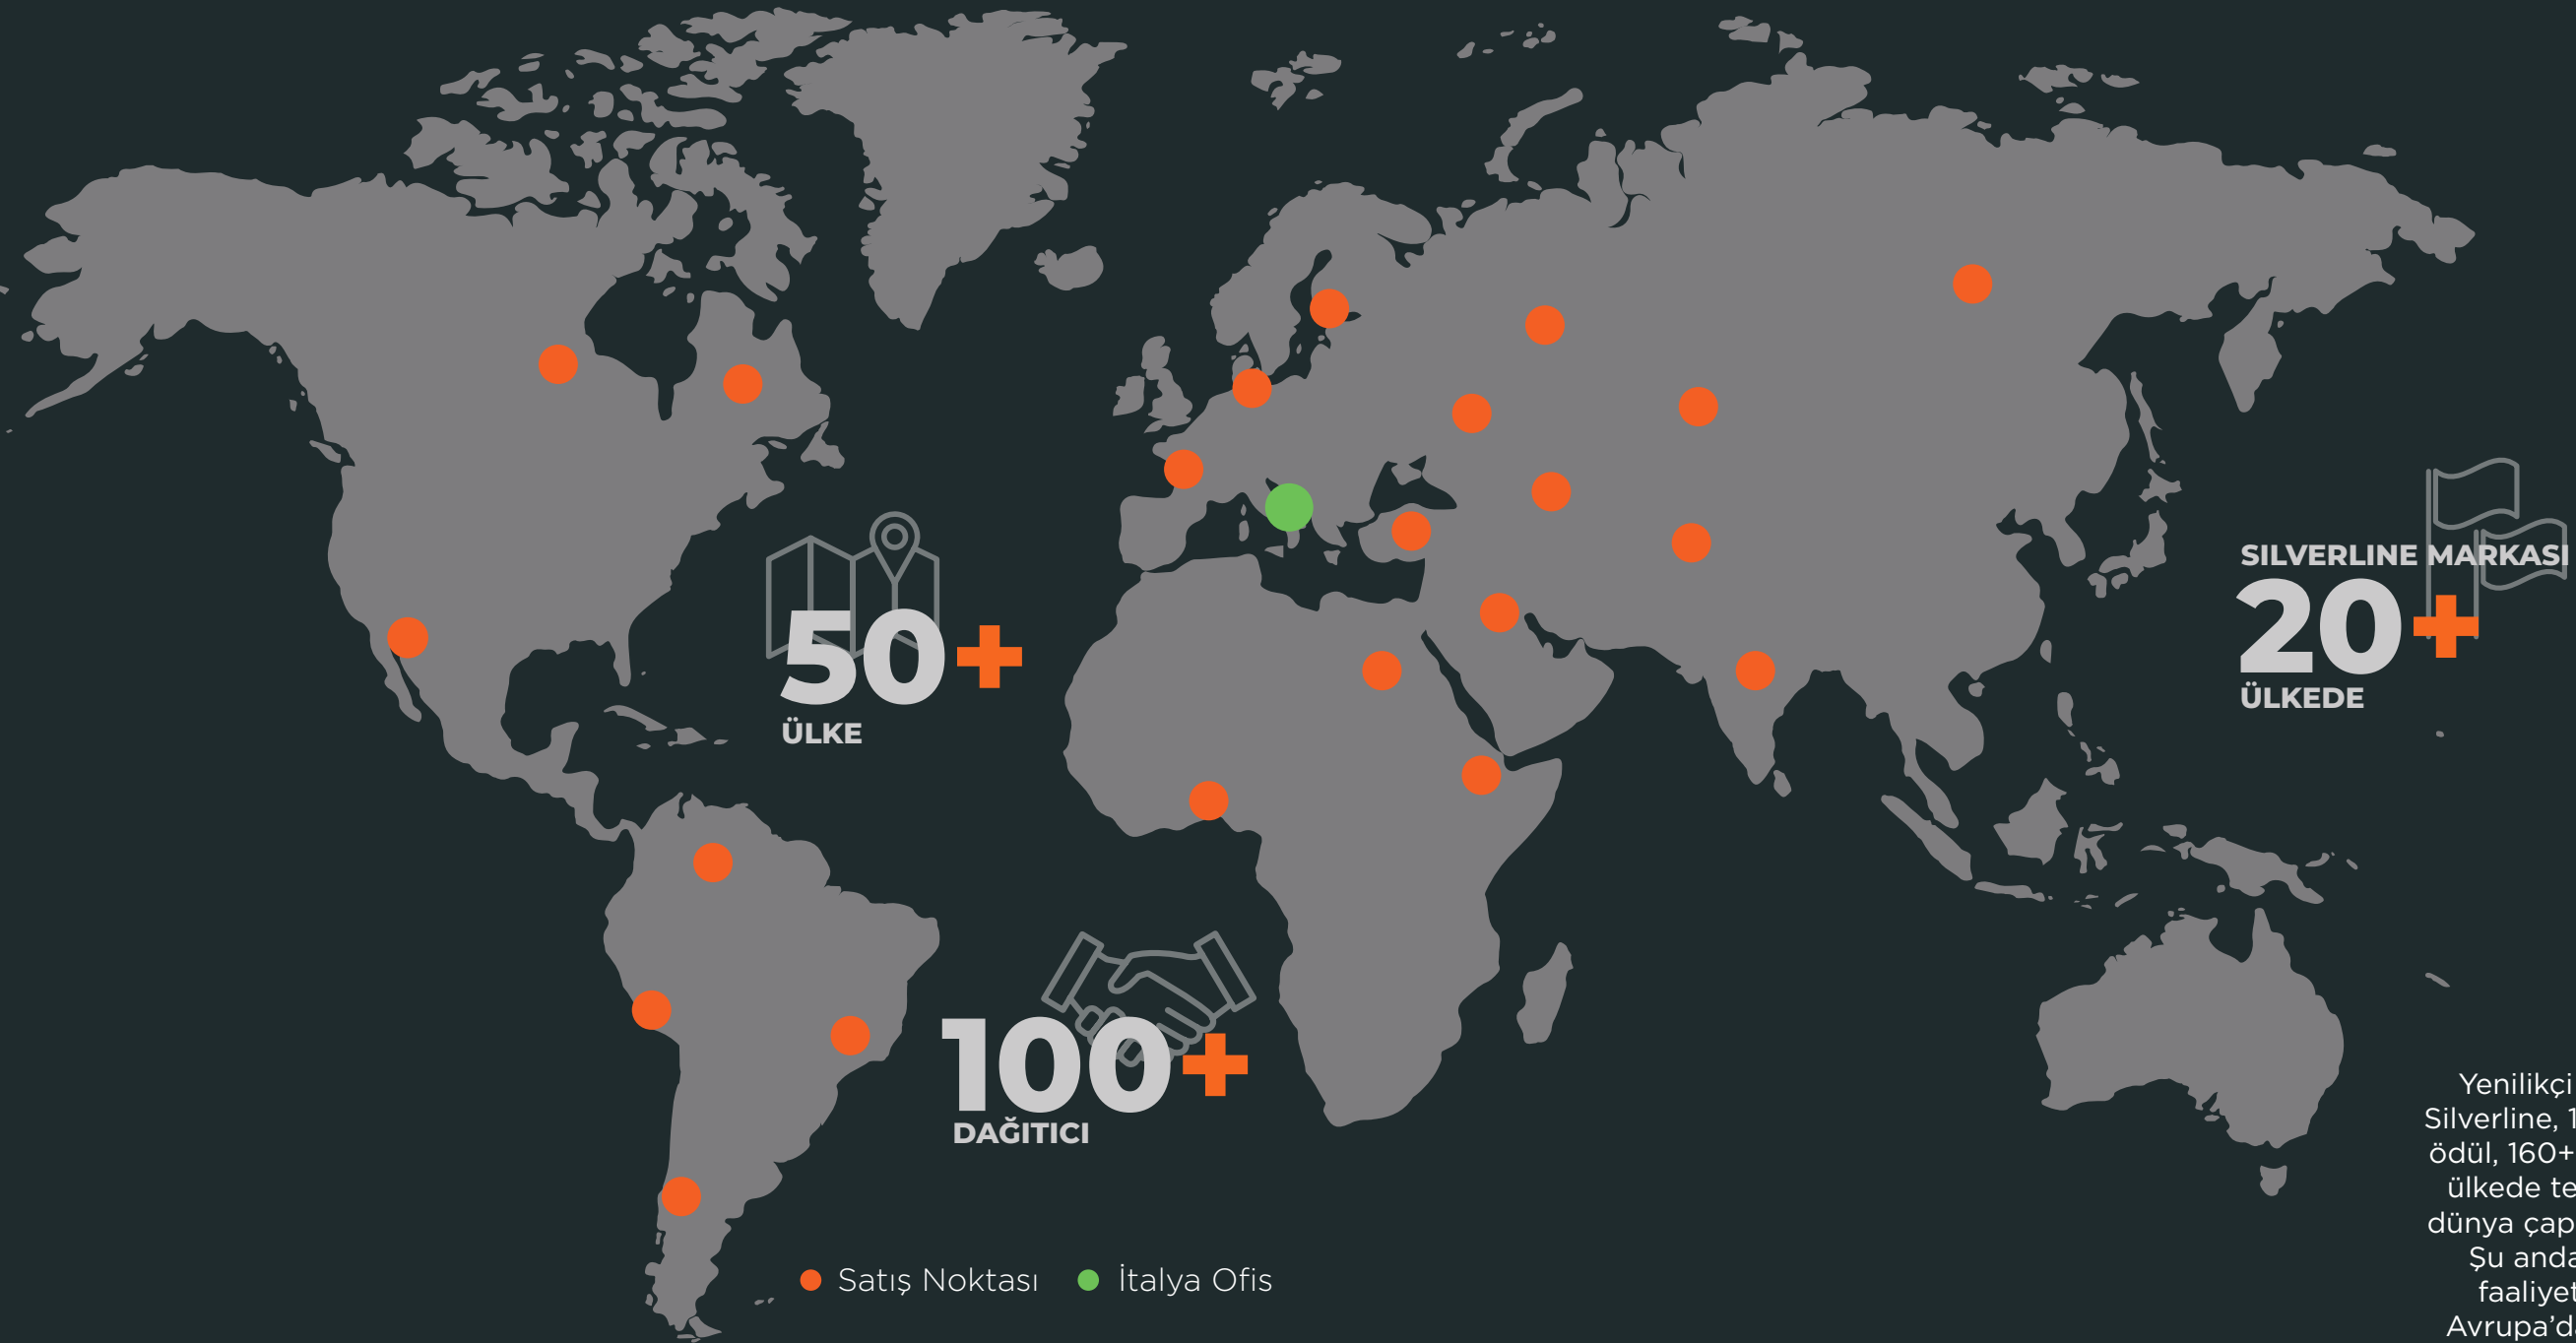 50+
ÜLKE
SILVERLINE MARKASI
20+
ÜLKEDE
100+
DAĞITICI
Satış Noktası
İtalya Ofis
Yenilikçi
Silverline, 1
ödül, 160+
ülkede te
dünya çap
Şu anda
faaliyet
Avrupa'd